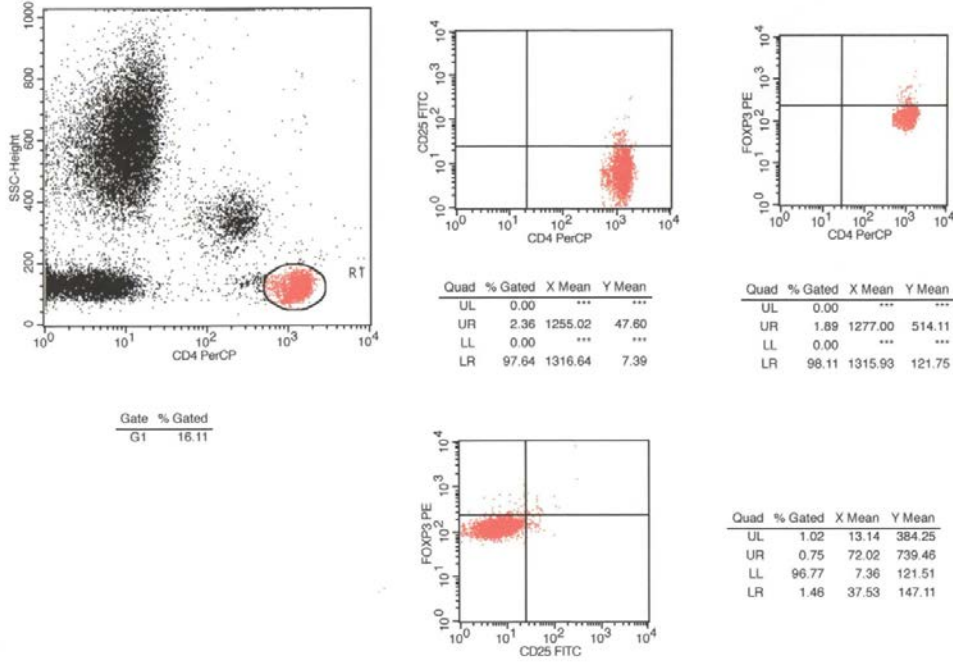 1000
800
600
400
200
0
SSC-Height
10^0 10^1 10^2 10^3 10^4
CD4 PerCP
R1
Gate % Gated
G1 16.11
10^4
10^3
10^2
10^1
10^0
CD25 FITC
10^0 10^1 10^2 10^3 10^4
CD4 PerCP
Quad % Gated X Mean Y Mean
UL 0.00 *** ***
UR 2.36 1255.02 47.60
LL 0.00 *** ***
LR 97.64 1316.64 7.39
10^4
10^3
10^2
10^1
10^0
FOXP3 PE
10^0 10^1 10^2 10^3 10^4
CD4 PerCP
Quad % Gated X Mean Y Mean
UL 0.00 *** ***
UR 1.89 1277.00 514.11
LL 0.00 *** ***
LR 98.11 1315.93 121.75
10^4
10^3
10^2
10^1
10^0
FOXP3 PE
10^0 10^1 10^2 10^3 10^4
CD25 FITC
Quad % Gated X Mean Y Mean
UL 1.02 13.14 384.25
UR 0.75 72.02 739.46
LL 96.77 7.36 121.51
LR 1.46 37.53 147.11